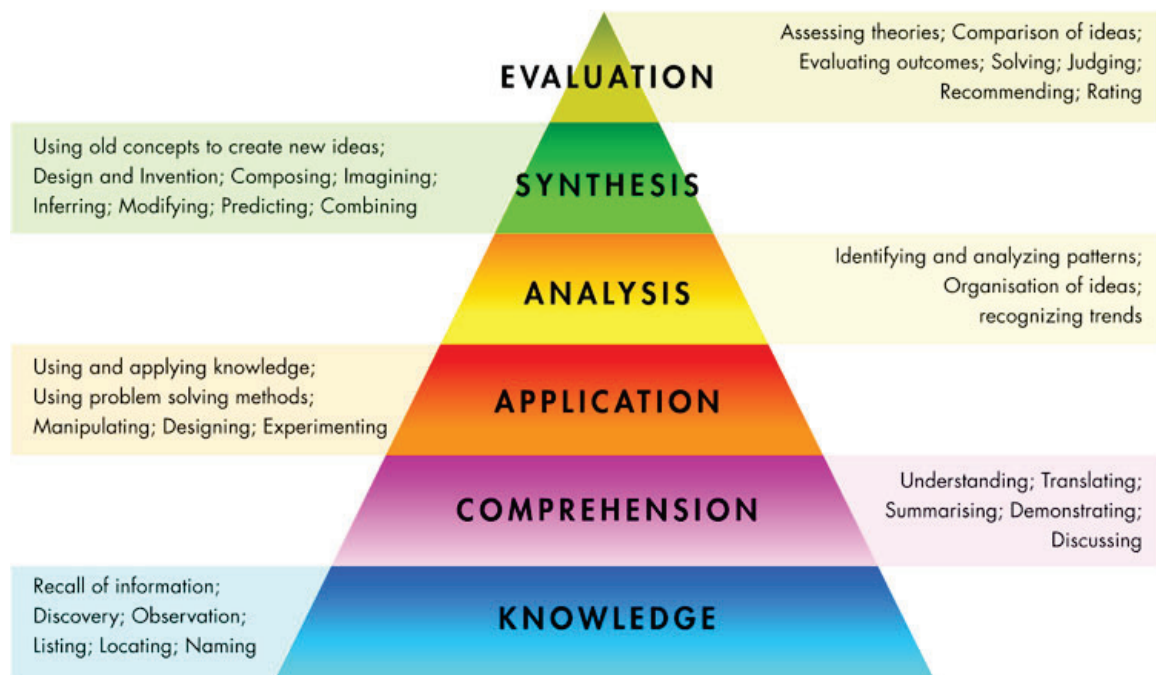 EVALUATION
Assessing theories; Comparison of ideas;
Evaluating outcomes; Solving; Judging;
Recommending; Rating
Using old concepts to create new ideas;
Design and Invention; Composing; Imagining;
Inferring; Modifying; Predicting; Combining
SYNTHESIS
ANALYSIS
Identifying and analyzing patterns;
Organisation of ideas;
recognizing trends
Using and applying knowledge;
Using problem solving methods;
Manipulating; Designing; Experimenting
APPLICATION
COMPREHENSION
Understanding; Translating;
Summarising; Demonstrating;
Discussing
Recall of information;
Discovery; Observation;
Listing; Locating; Naming
KNOWLEDGE